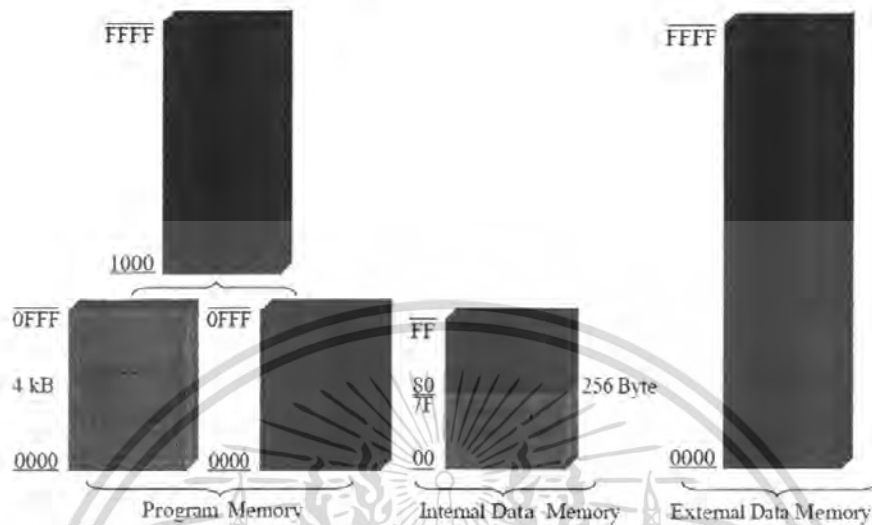 FFFF
FFFF
1000
0FFF
0FFF
FF
4 kB
80
7F
256 Byte
0000
0000
00
0000
Program Memory
Internal Data Memory
External Data Memory